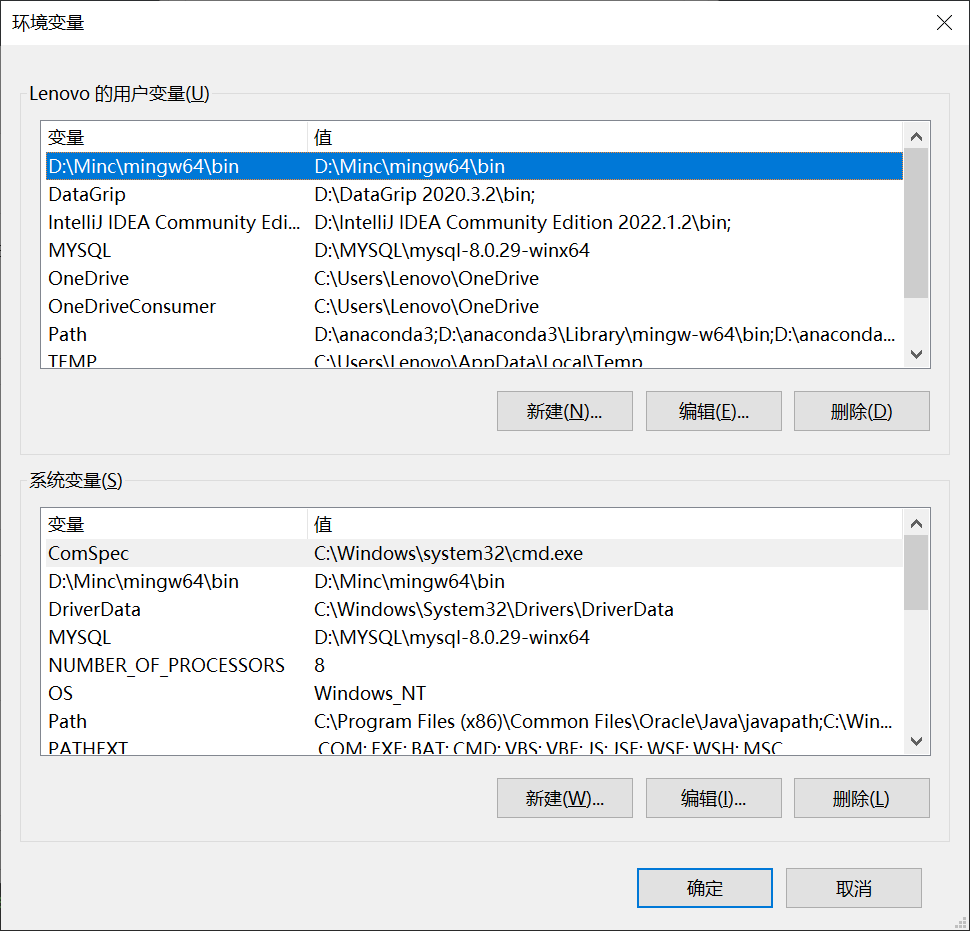 环境变量
Lenovo 的用户变量(U)
变量 值
D:\Minc\mingw64\bin D:\Minc\mingw64\bin
DataGrip D:\DataGrip 2020.3.2\bin;
IntelliJ IDEA Community Edi... D:\IntelliJ IDEA Community Edition 2022.1.2\bin;
MYSQL D:\MYSQL\mysql-8.0.29-winx64
OneDrive C:\Users\Lenovo\OneDrive
OneDriveConsumer C:\Users\Lenovo\OneDrive
Path D:\anaconda3;D:\anaconda3\Library\mingw-w64\bin;D:\anaconda...
TEMP C:\Users\Lenovo\AppData\Local\Temp
新建(N)... 编辑(E)... 删除(D)
系统变量(S)
变量 值
ComSpec C:\Windows\system32\cmd.exe
D:\Minc\mingw64\bin D:\Minc\mingw64\bin
DriverData C:\Windows\System32\Drivers\DriverData
MYSQL D:\MYSQL\mysql-8.0.29-winx64
NUMBER_OF_PROCESSORS 8
OS Windows_NT
Path C:\Program Files (x86)\Common Files\Oracle\Java\javapath;C:\Win...
PATHEXT .COM;.EXE;.BAT;.CMD;.VBS;.VBE;.JS;.JSE;.WSF;.WSH;.MSC
新建(W)... 编辑(I)... 删除(L)
确定 取消